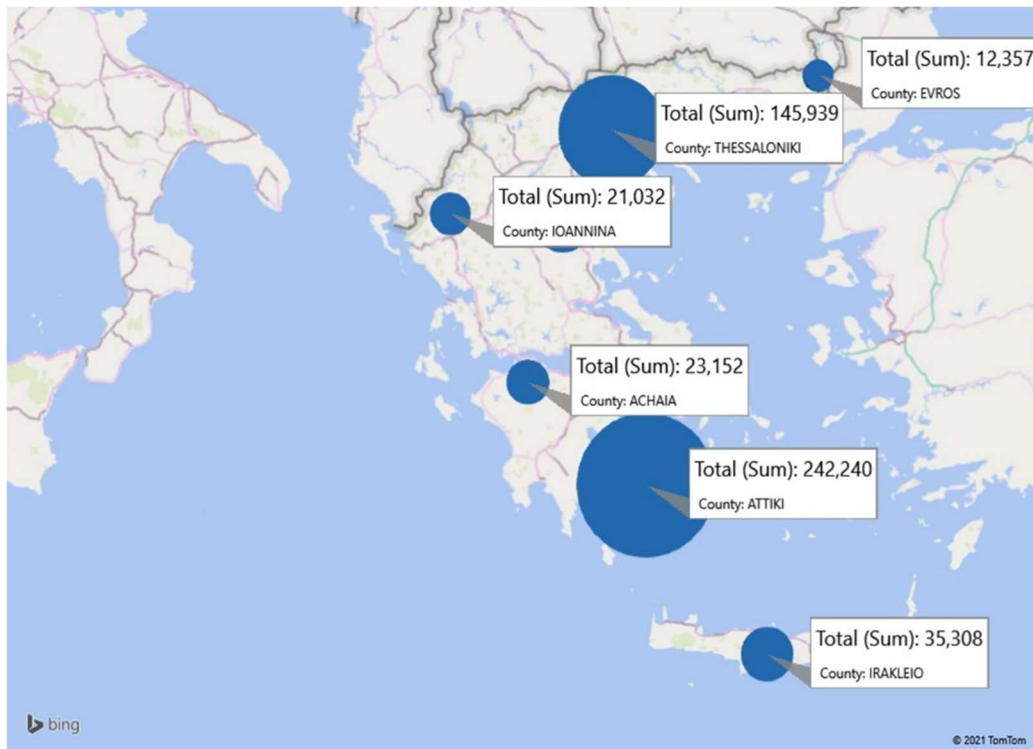 Total (Sum): 12,357
County: EVROS
Total (Sum): 145,939
County: THESSALONIKI
Total (Sum): 21,032
County: IOANNINA
Total (Sum): 23,152
County: ACHAIA
Total (Sum): 242,240
County: ATTIKI
Total (Sum): 35,308
County: IRAKLEIO
bing
© 2021 TomTom